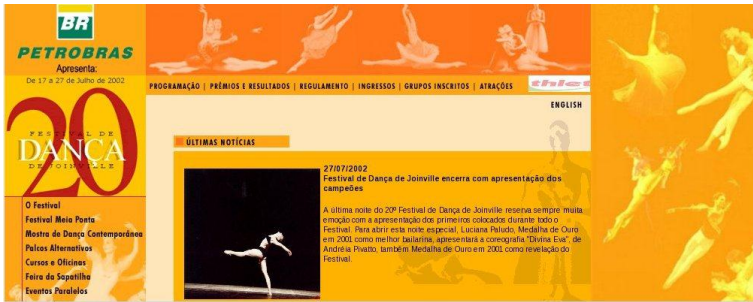 BR
PETROBRAS
Apresenta:
De 17 a 27 de Julho de 2002
20
FESTIVAL DE
DANÇA
DE JOINVILLE
PROGRAMAÇÃO | PRÊMIOS E RESULTADOS | REGULAMENTO | INGRESSOS | GRUPOS INSCRITOS | ATRAÇÕES
ENGLISH
ÚLTIMAS NOTÍCIAS
27/07/2002
Festival de Dança de Joinville encerra com apresentação dos
campeões
A última noite do 20º Festival de Dança de Joinville reserva sempre muita
emoção com a apresentação dos primeiros colocados durante todo o
Festival. Para abrir esta noite especial, Luciana Paludo, Medalha de Ouro
em 2001 como melhor bailarina, apresentará a coreografia "Divina Eva", de
Andréia Pivatto, também Medalha de Ouro em 2001 como revelação do
Festival.
O Festival
Festival Meia Ponta
Mostra de Dança Contemporânea
Palcos Alternativos
Cursos e Oficinas
Feira da Sapatilha
Eventos Paralelos